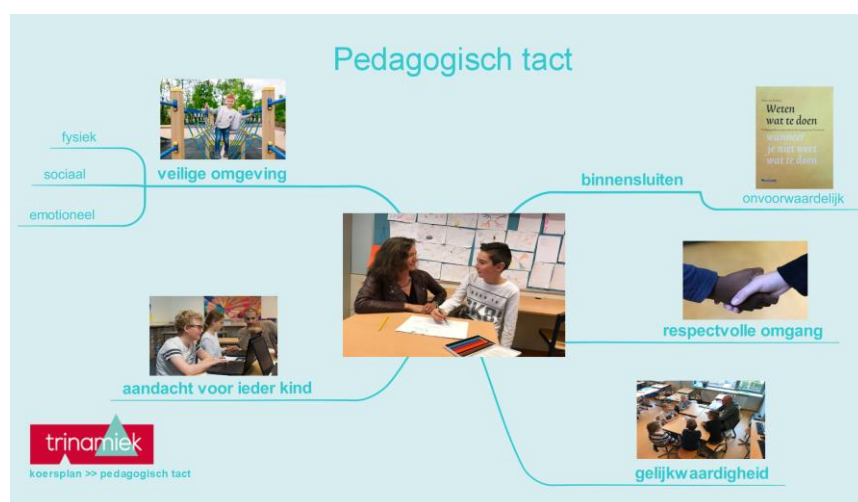 Pedagogisch tact
fysiek
sociaal
emotioneel
veilige omgeving
binnensluiten
Weten
wat te doen
wanneer
je niet weet
wat te doen
onvoorwaardelijk
respectvolle omgang
aandacht voor ieder kind
gelijkwaardigheid
trinamiek
koersplan >> pedagogisch tact